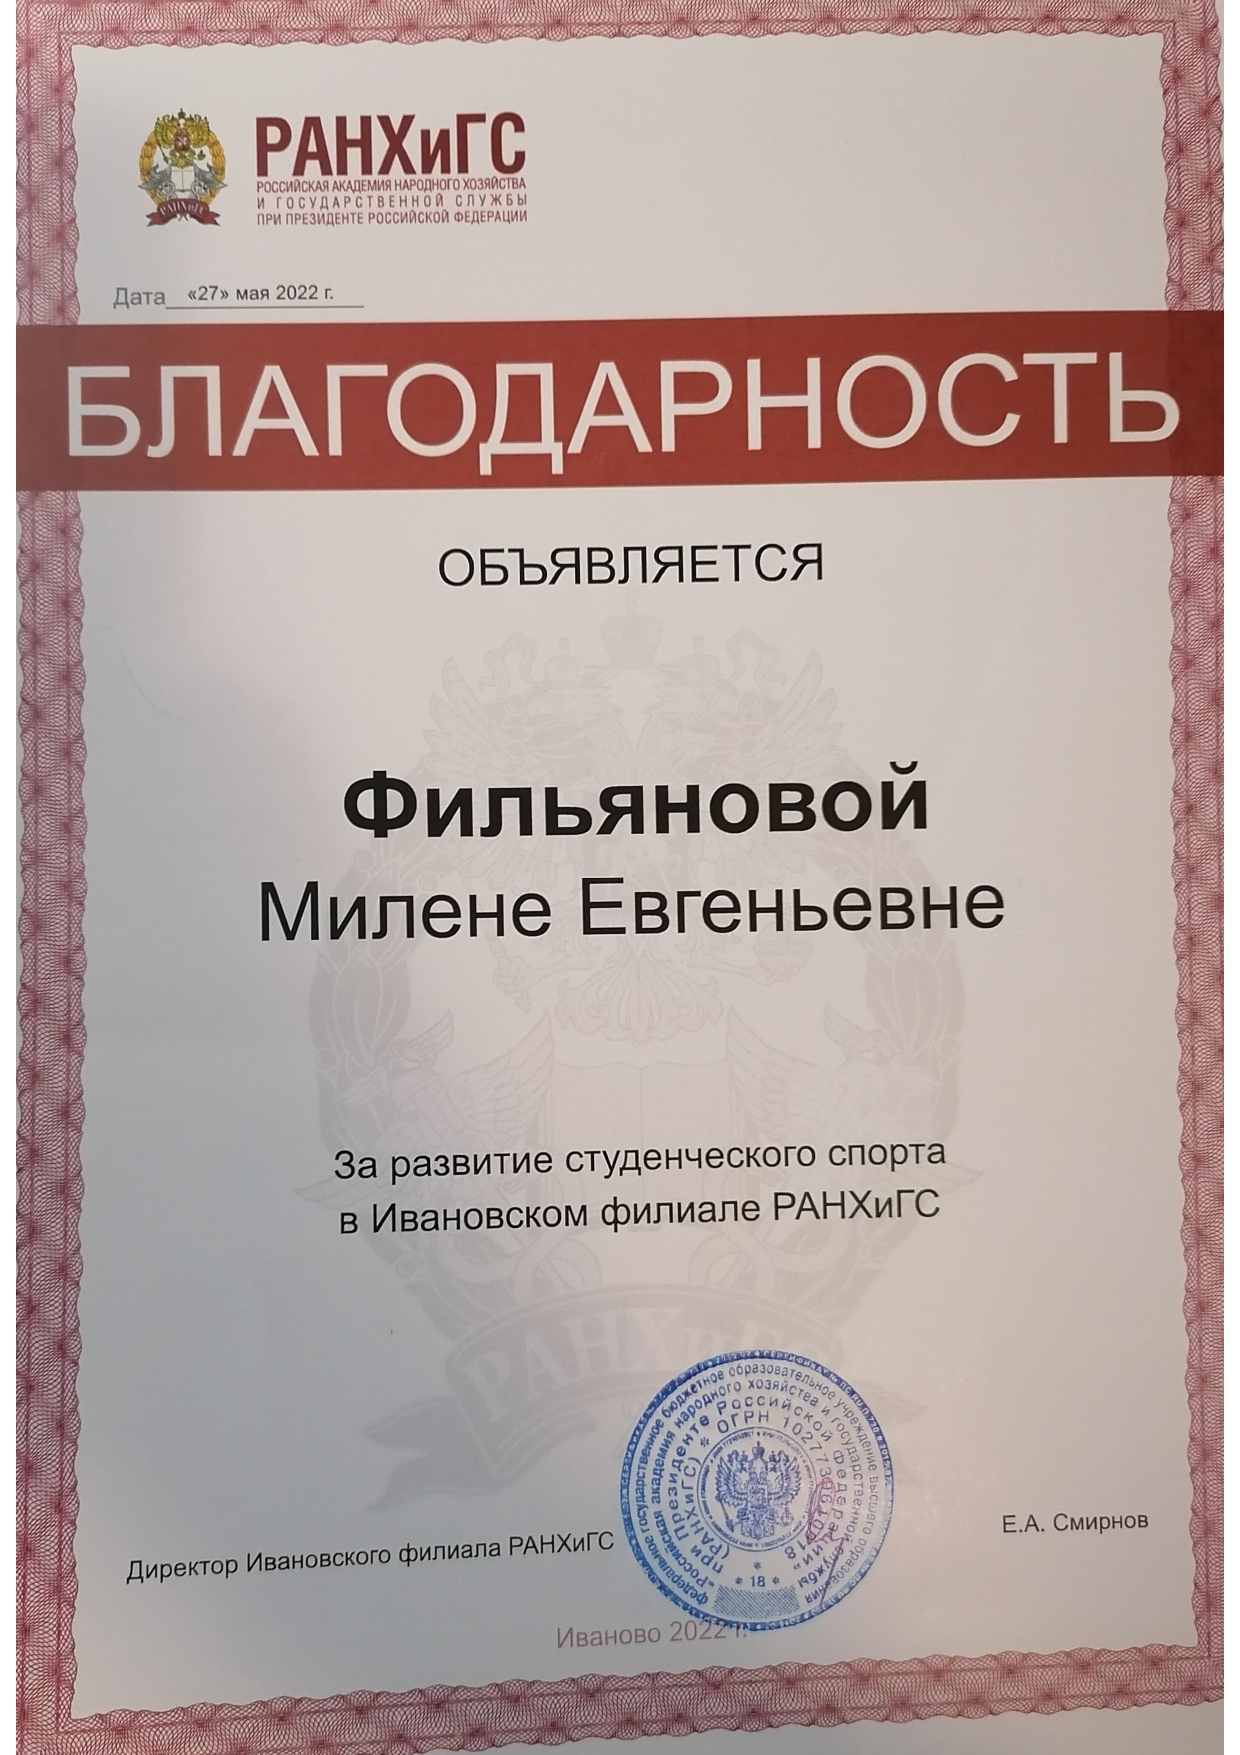 РАНХиГС
РОССИЙСКАЯ АКАДЕМИЯ НАРОДНОГО ХОЗЯЙСТВА
И ГОСУДАРСТВЕННОЙ СЛУЖБЫ
ПРИ ПРЕЗИДЕНТЕ РОССИЙСКОЙ ФЕДЕРАЦИИ
РАНХиГС
Дата «27» мая 2022 г.
БЛАГОДАРНОСТЬ
ОБЪЯВЛЯЕТСЯ
Фильяновой
Милене Евгеньевне
За развитие студенческого спорта
в Ивановском филиале РАНХиГС
РАНХиГС
Директор Ивановского филиала РАНХиГС
Е.А. Смирнов
федеральное государственное бюджетное образовательное учреждение высшего образования
«Российская академия народного хозяйства и государственной службы
при Президенте Российской Федерации»
(РАНХиГС) * ОГРН
* 18 *
Иваново 2022 г.